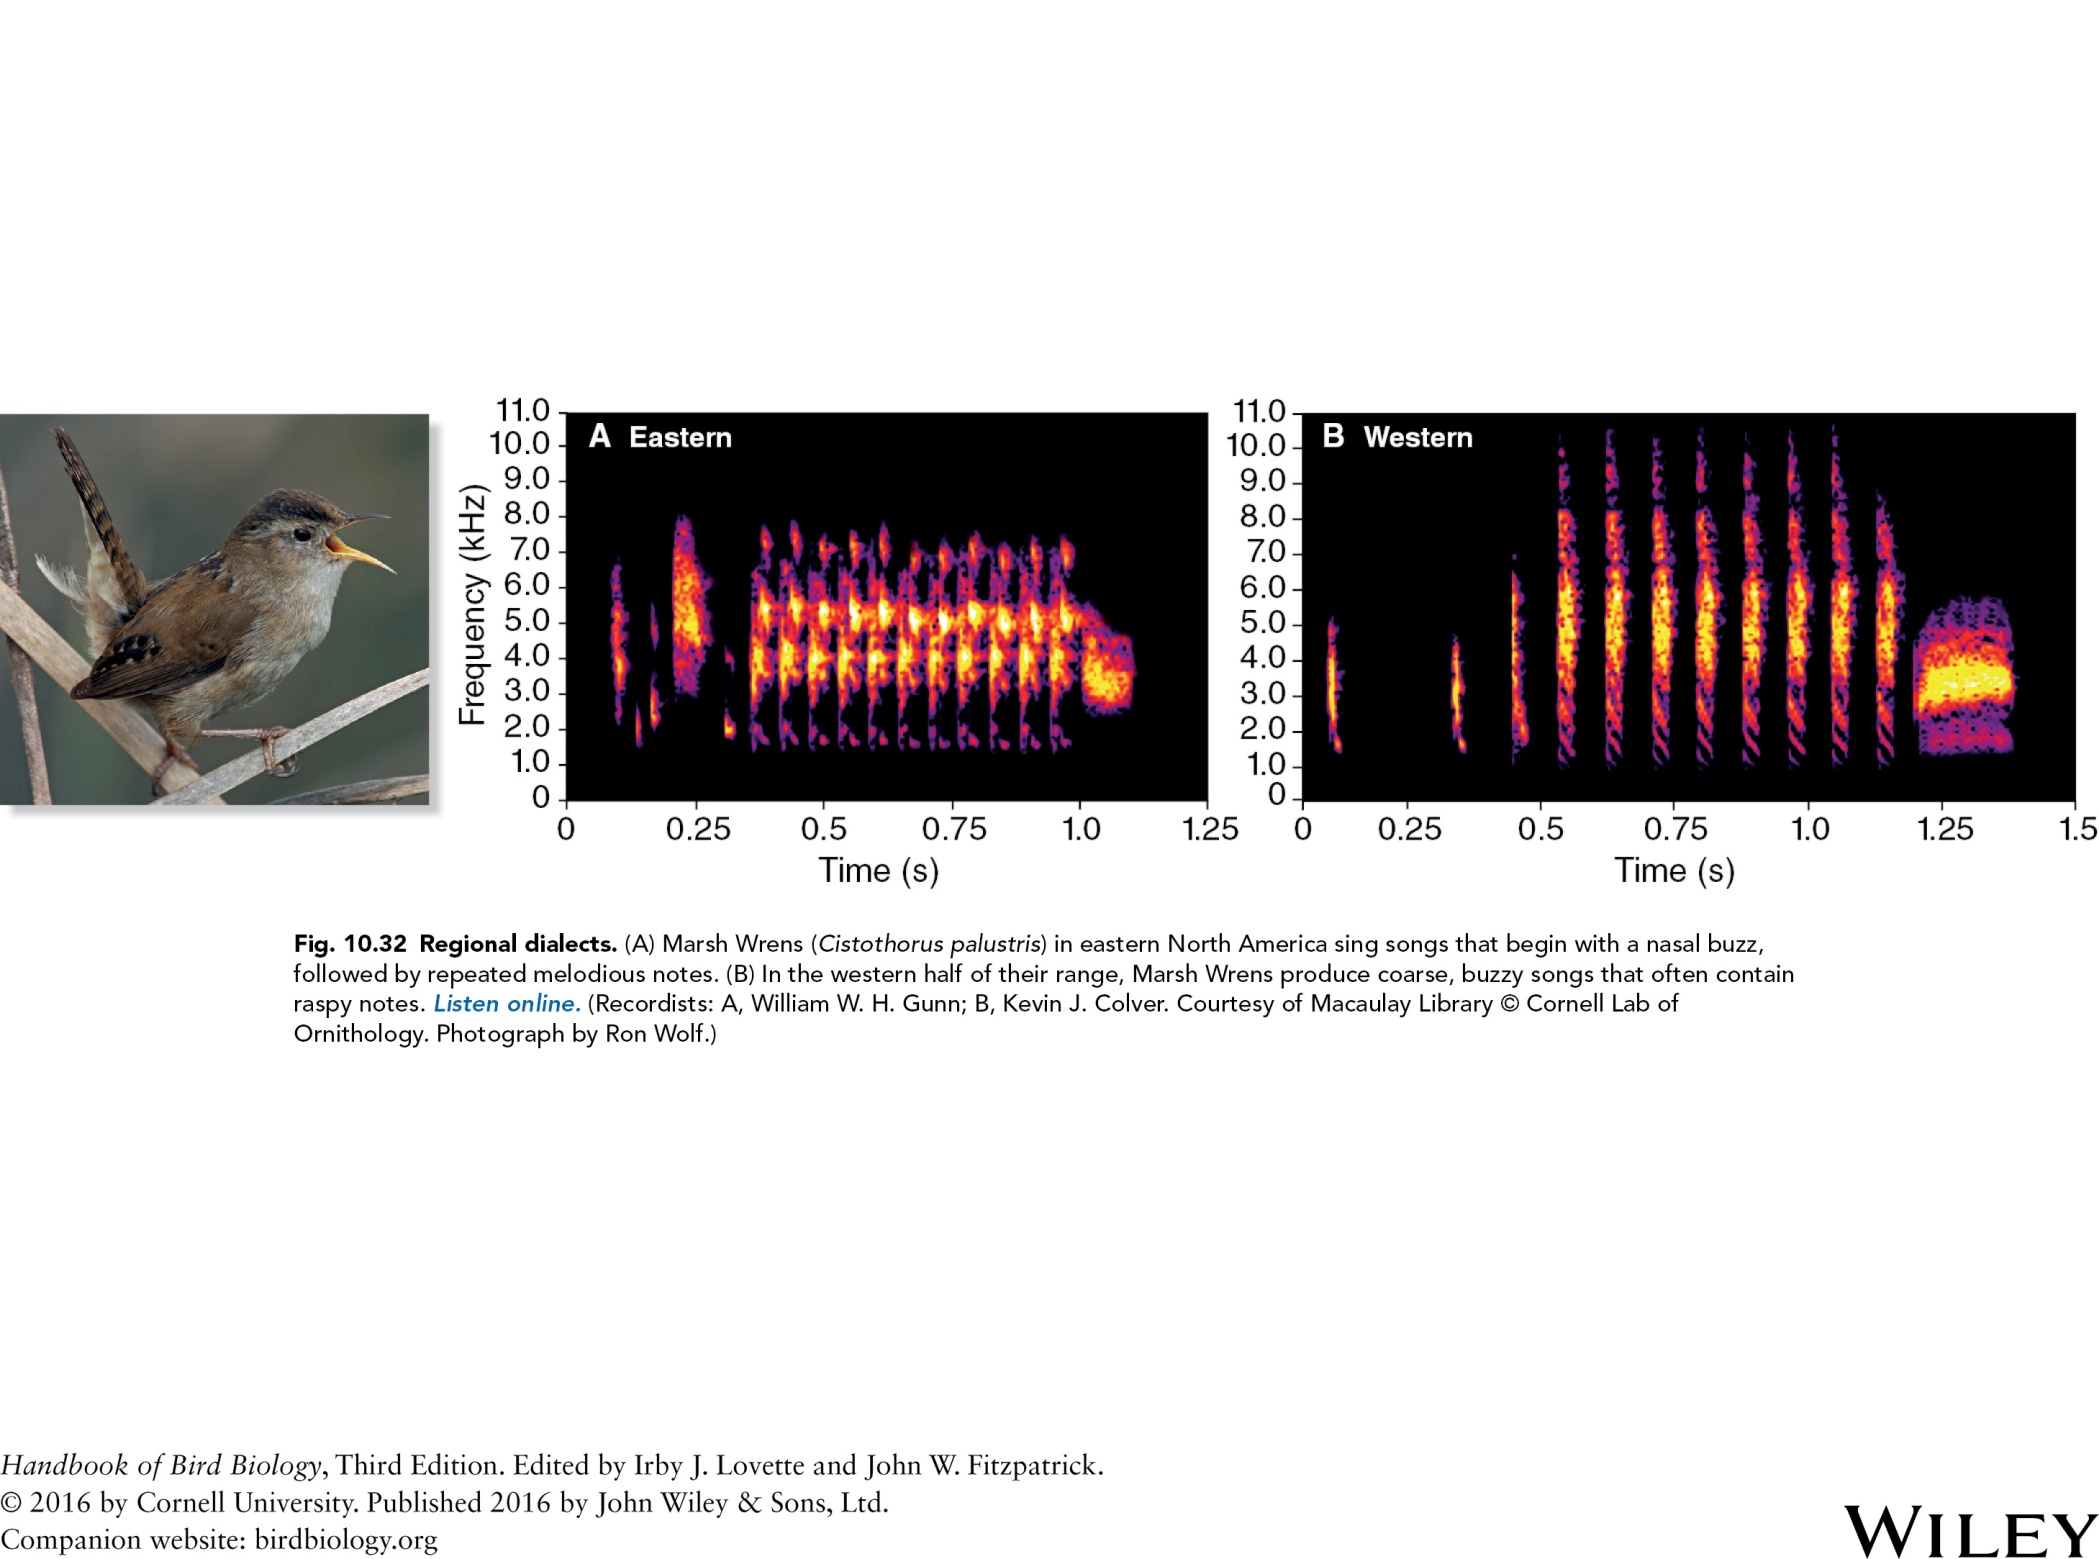 11.0
10.0
9.0
8.0
7.0
6.0
5.0
4.0
3.0
2.0
1.0
0
Frequency (kHz)
A Eastern
0 0.25 0.5 0.75 1.0 1.25
Time (s)
11.0
10.0
9.0
8.0
7.0
6.0
5.0
4.0
3.0
2.0
1.0
0
B Western
0 0.25 0.5 0.75 1.0 1.25 1.5
Time (s)
Fig. 10.32 Regional dialects. (A) Marsh Wrens (Cistothorus palustris) in eastern North America sing songs that begin with a nasal buzz,
followed by repeated melodious notes. (B) In the western half of their range, Marsh Wrens produce coarse, buzzy songs that often contain
raspy notes. Listen online. (Recordists: A, William W. H. Gunn; B, Kevin J. Colver. Courtesy of Macaulay Library © Cornell Lab of
Ornithology. Photograph by Ron Wolf.)
Handbook of Bird Biology, Third Edition. Edited by Irby J. Lovette and John W. Fitzpatrick.
© 2016 by Cornell University. Published 2016 by John Wiley & Sons, Ltd.
Companion website: birdbiology.org
WILEY